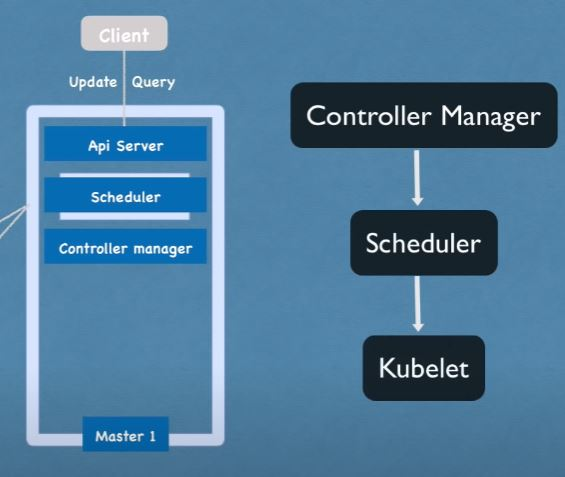 Client
Update Query
Api Server
Scheduler
Controller manager
Master 1
Controller Manager
Scheduler
Kubelet